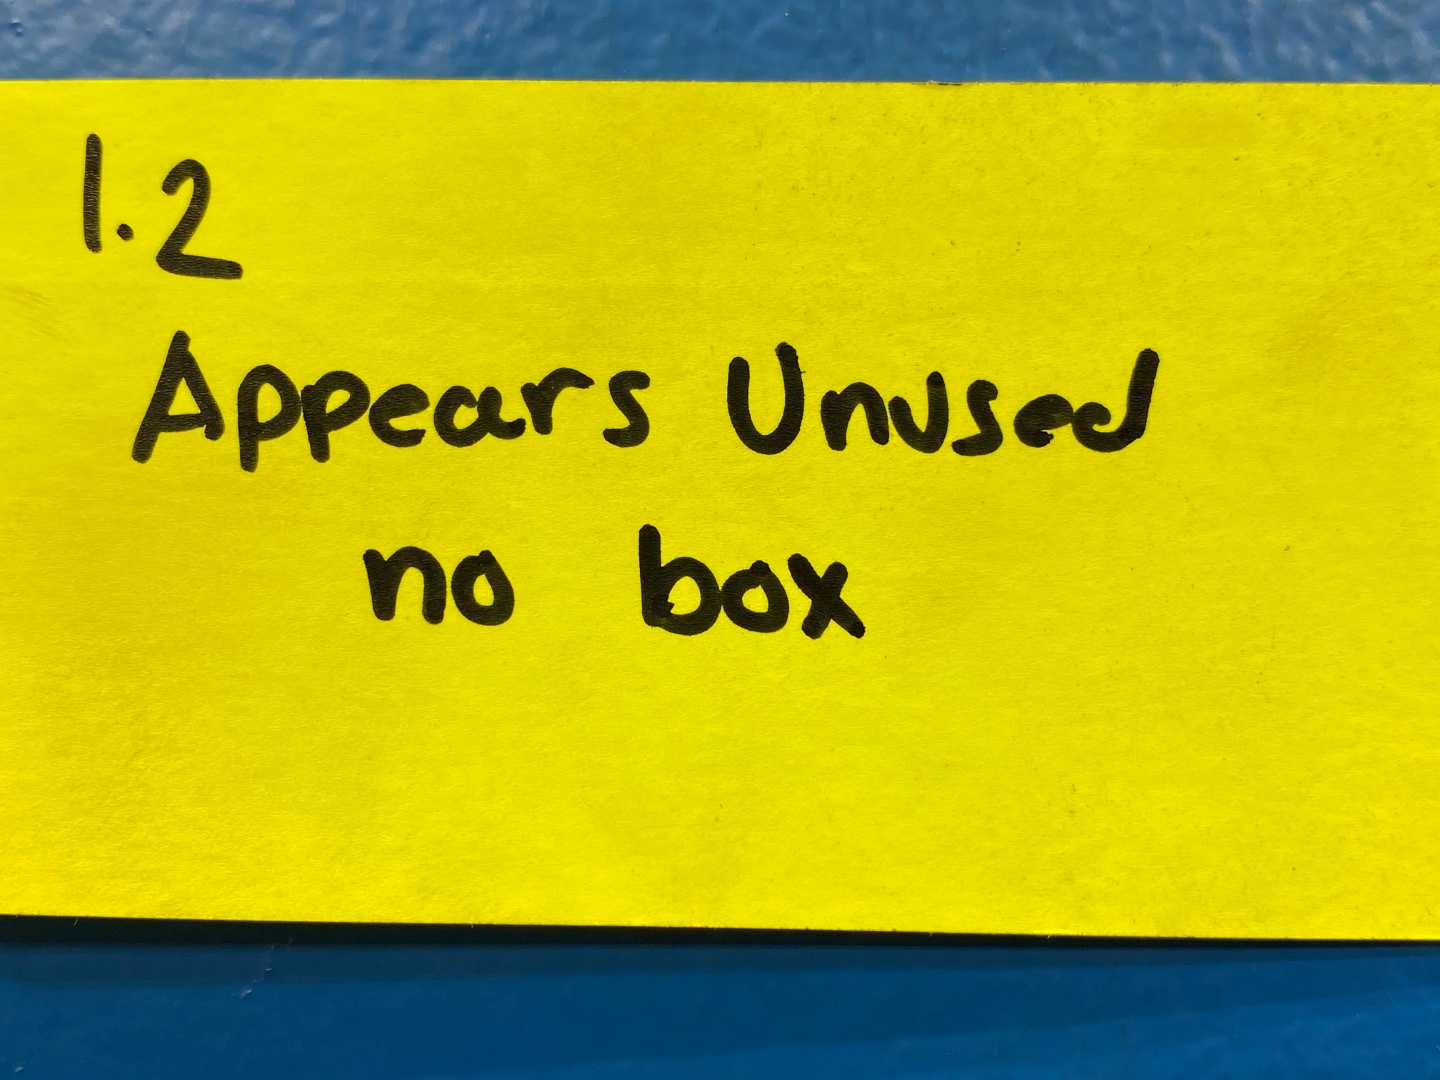 1.2
Appears Unused
no box